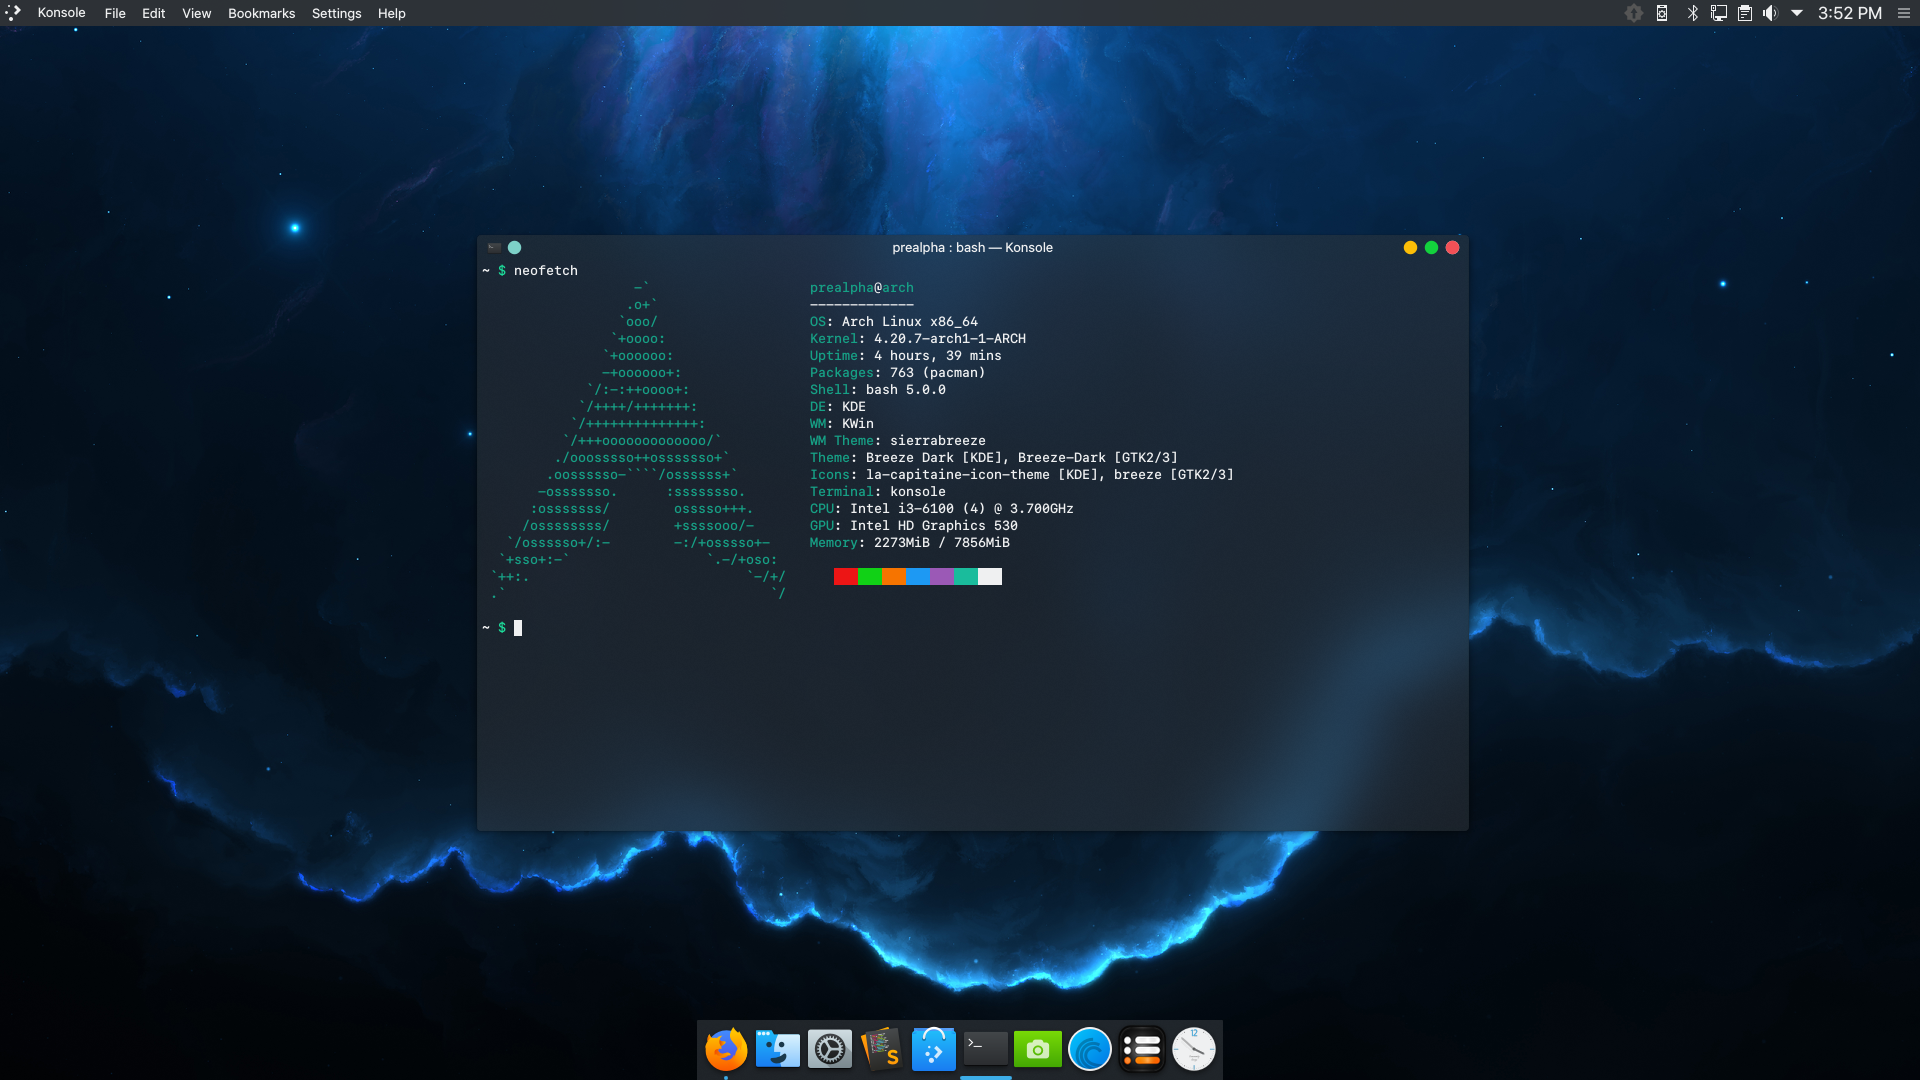 Konsole File Edit View Bookmarks Settings Help 3:52 PM
prealpha : bash — Konsole
~ $ neofetch
-`
.o+`
`ooo/
`+oooo:
`+oooooo:
-+oooooo+:
`/:-:++oooo+:
`/++++/+++++++:
`/++++++++++++++:
`/+++ooooooooooooo/`
./ooosssso++osssssso+`
.oossssso-````/ossssss+`
-osssssso. :ssssssso.
:osssssss/ osssso+++.
/ossssssss/ +ssssooo/-
`/ossssso+/:- -:/+osssso+-
`+sso+:-` `.-/+oso:
`++:. `-/+/
.` `/
prealpha@arch
-------------
OS: Arch Linux x86_64
Kernel: 4.20.7-arch1-1-ARCH
Uptime: 4 hours, 39 mins
Packages: 763 (pacman)
Shell: bash 5.0.0
DE: KDE
WM: KWin
WM Theme: sierrabreeze
Theme: Breeze Dark [KDE], Breeze-Dark [GTK2/3]
Icons: la-capitaine-icon-theme [KDE], breeze [GTK2/3]
Terminal: konsole
CPU: Intel i3-6100 (4) @ 3.700GHz
GPU: Intel HD Graphics 530
Memory: 2273MiB / 7856MiB
~ $
S
>_
12